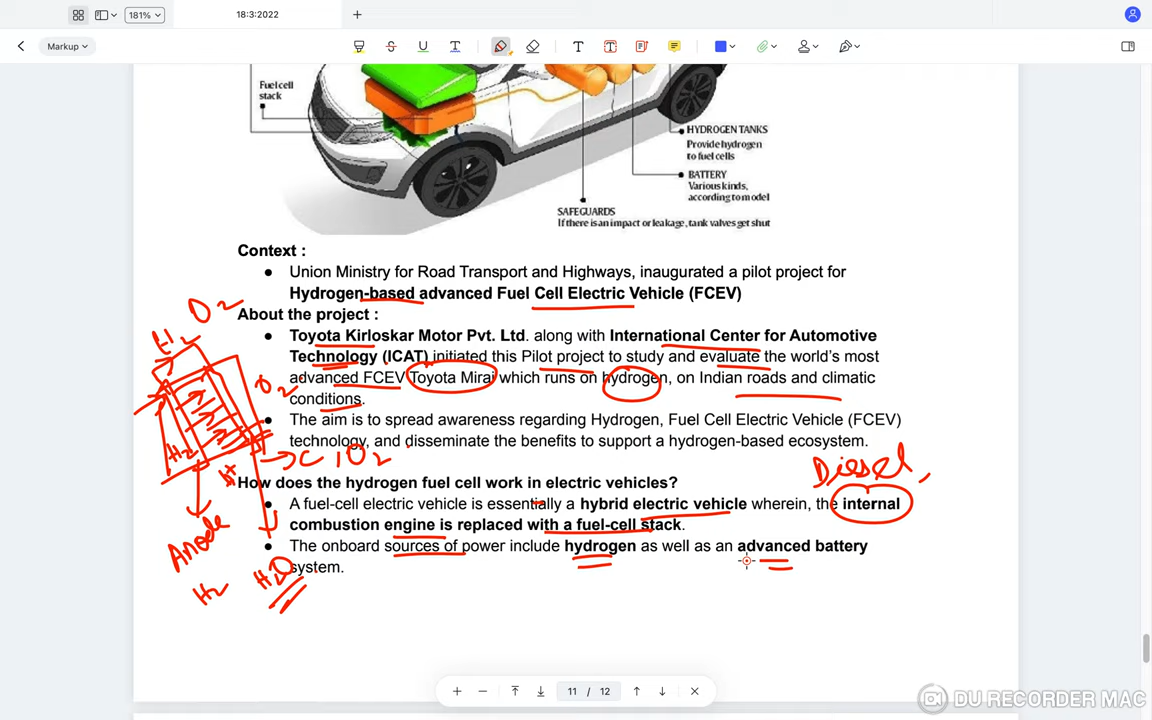 181%
18:3:2022
Markup
Fuel cell
stack
HYDROGEN TANKS
Provide hydrogen
to fuel cells
BATTERY
Various kinds,
according to model
SAFEGUARDS
If there is an impact or leakage, tank valves get shut
Context :
● Union Ministry for Road Transport and Highways, inaugurated a pilot project for
Hydrogen-based advanced Fuel Cell Electric Vehicle (FCEV)
About the project :
● Toyota Kirloskar Motor Pvt. Ltd. along with International Center for Automotive
Technology (ICAT) initiated this Pilot project to study and evaluate the world's most
advanced FCEV Toyota Mirai which runs on hydrogen, on Indian roads and climatic
conditions.
● The aim is to spread awareness regarding Hydrogen, Fuel Cell Electric Vehicle (FCEV)
technology, and disseminate the benefits to support a hydrogen-based ecosystem.
How does the hydrogen fuel cell work in electric vehicles?
● A fuel-cell electric vehicle is essentially a hybrid electric vehicle wherein, the internal
combustion engine is replaced with a fuel-cell stack.
● The onboard sources of power include hydrogen as well as an advanced battery
system.
O2
H2
O2
H2
H+
Diesel,
Anode
H2
H2O
11 / 12
DU RECORDER MAC